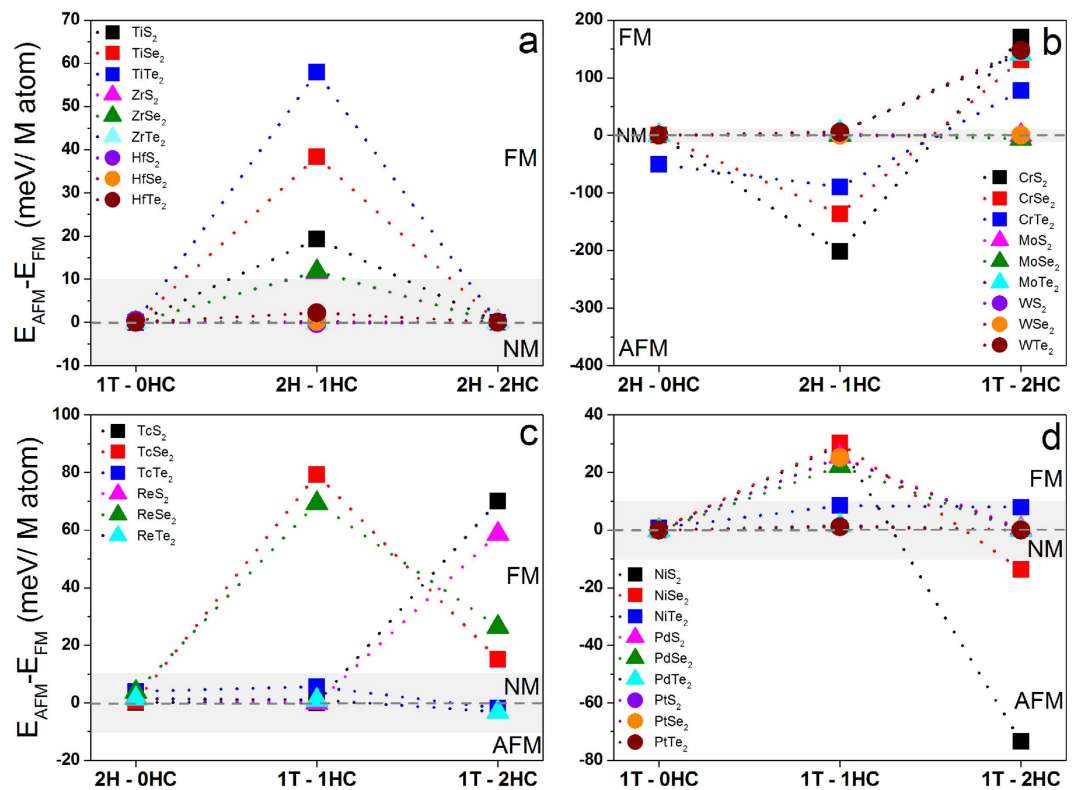 a
E_AFM-E_FM (meV/ M atom)
70
60
50
40
30
20
10
0
-10
TiS₂
TiSe₂
TiTe₂
ZrS₂
ZrSe₂
ZrTe₂
HfS₂
HfSe₂
HfTe₂
FM
NM
1T - 0HC
2H - 1HC
2H - 2HC
b
200
100
0
-100
-200
-300
-400
FM
NM
AFM
CrS₂
CrSe₂
CrTe₂
MoS₂
MoSe₂
MoTe₂
WS₂
WSe₂
WTe₂
2H - 0HC
2H - 1HC
1T - 2HC
c
E_AFM-E_FM (meV/ M atom)
100
80
60
40
20
0
-20
TcS₂
TcSe₂
TcTe₂
ReS₂
ReSe₂
ReTe₂
FM
NM
AFM
2H - 0HC
1T - 1HC
1T - 2HC
d
40
20
0
-20
-40
-60
-80
FM
NM
AFM
NiS₂
NiSe₂
NiTe₂
PdS₂
PdSe₂
PdTe₂
PtS₂
PtSe₂
PtTe₂
1T - 0HC
1T - 1HC
1T - 2HC